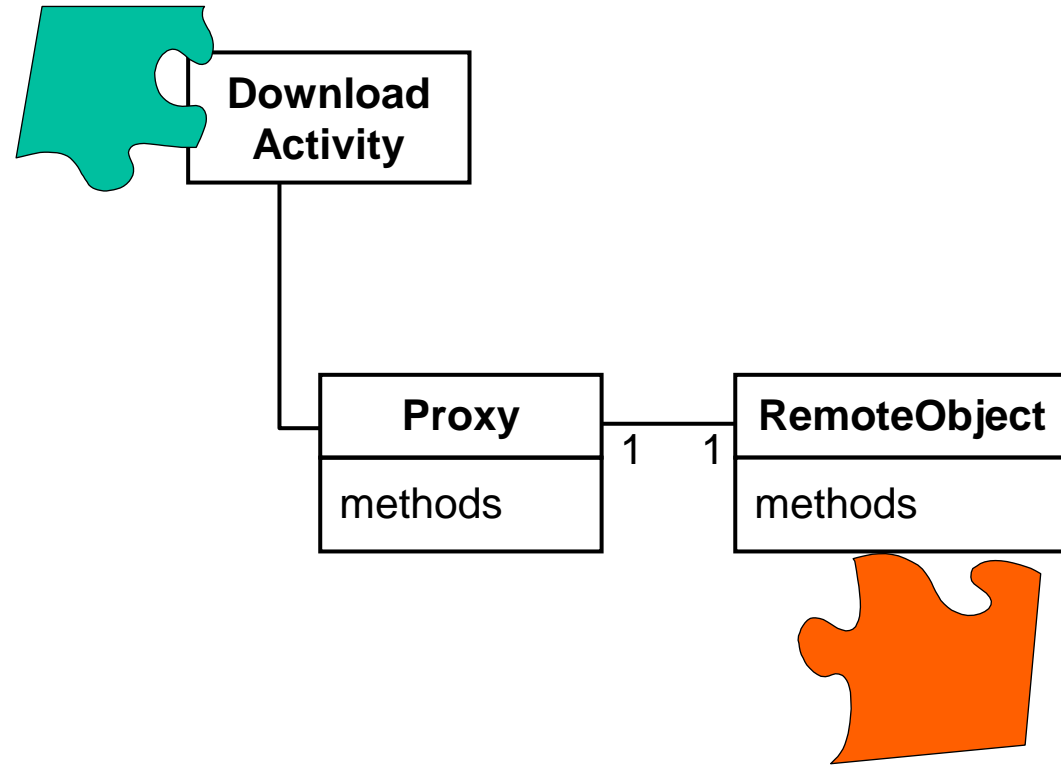 Download
Activity
Proxy
1
1
RemoteObject
methods
methods